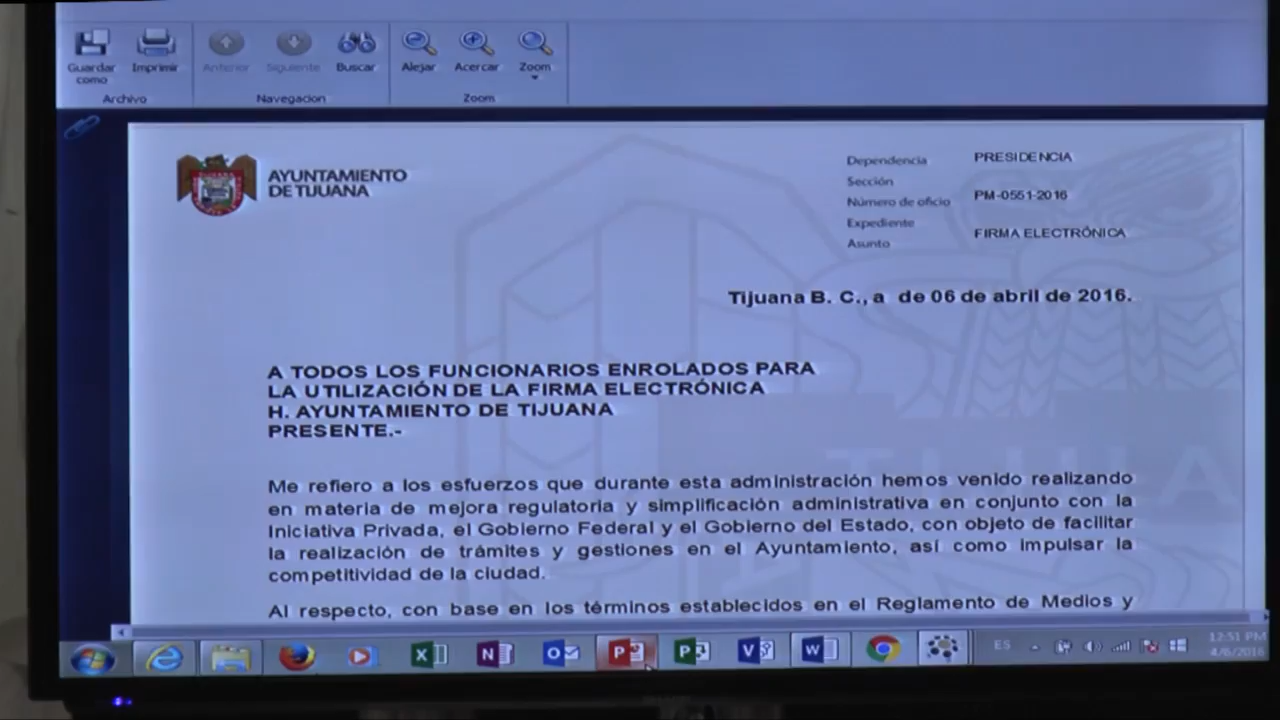 Guardar como
Imprimir
Anterior
Siguiente
Buscar
Alejar
Acercar
Zoom
Archivo
Navegacion
Zoom
AYUNTAMIENTO
DE TIJUANA
Dependencia PRESIDENCIA
Sección
Número de oficio PM-0551-2016
Expediente
Asunto FIRMA ELECTRÓNICA
Tijuana B. C., a de 06 de abril de 2016.
A TODOS LOS FUNCIONARIOS ENROLADOS PARA
LA UTILIZACIÓN DE LA FIRMA ELECTRÓNICA
H. AYUNTAMIENTO DE TIJUANA
PRESENTE.-
Me refiero a los esfuerzos que durante esta administración hemos venido realizando
en materia de mejora regulatoria y simplificación administrativa en conjunto con la
Iniciativa Privada, el Gobierno Federal y el Gobierno del Estado, con objeto de facilitar
la realización de trámites y gestiones en el Ayuntamiento, así como impulsar la
competitividad de la ciudad.
Al respecto, con base en los términos establecidos en el Reglamento de Medios y
TIJUA
ES
12:51 PM
4/6/2016